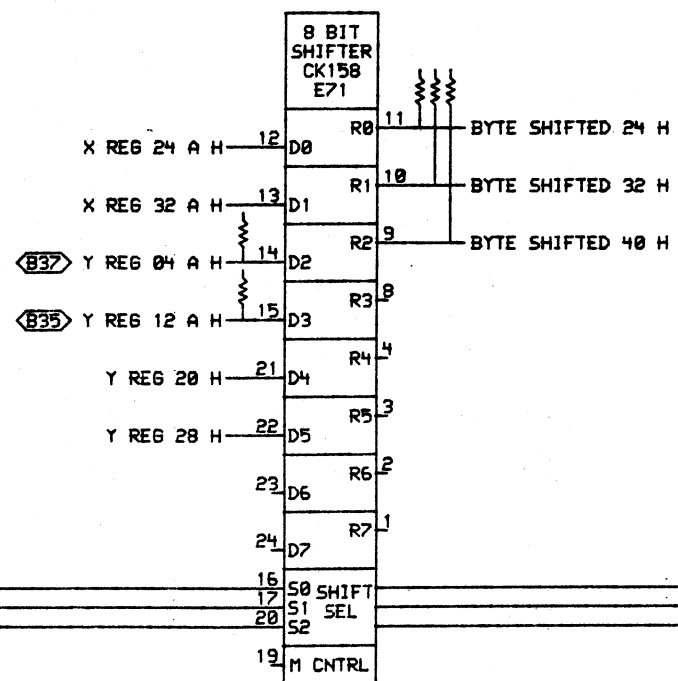 8 BIT
SHIFTER
CK158
E71
R0 11 BYTE SHIFTED 24 H
X REG 24 A H 12 D0
R1 10 BYTE SHIFTED 32 H
X REG 32 A H 13 D1
R2 9 BYTE SHIFTED 40 H
B37 Y REG 04 A H 14 D2
R3 8
B35 Y REG 12 A H 15 D3
R4 4
Y REG 20 H 21 D4
R5 3
Y REG 28 H 22 D5
R6 2
23 D6
R7 1
24 D7
16 S0 SHIFT
17 S1 SEL
20 S2
19 M CNTRL